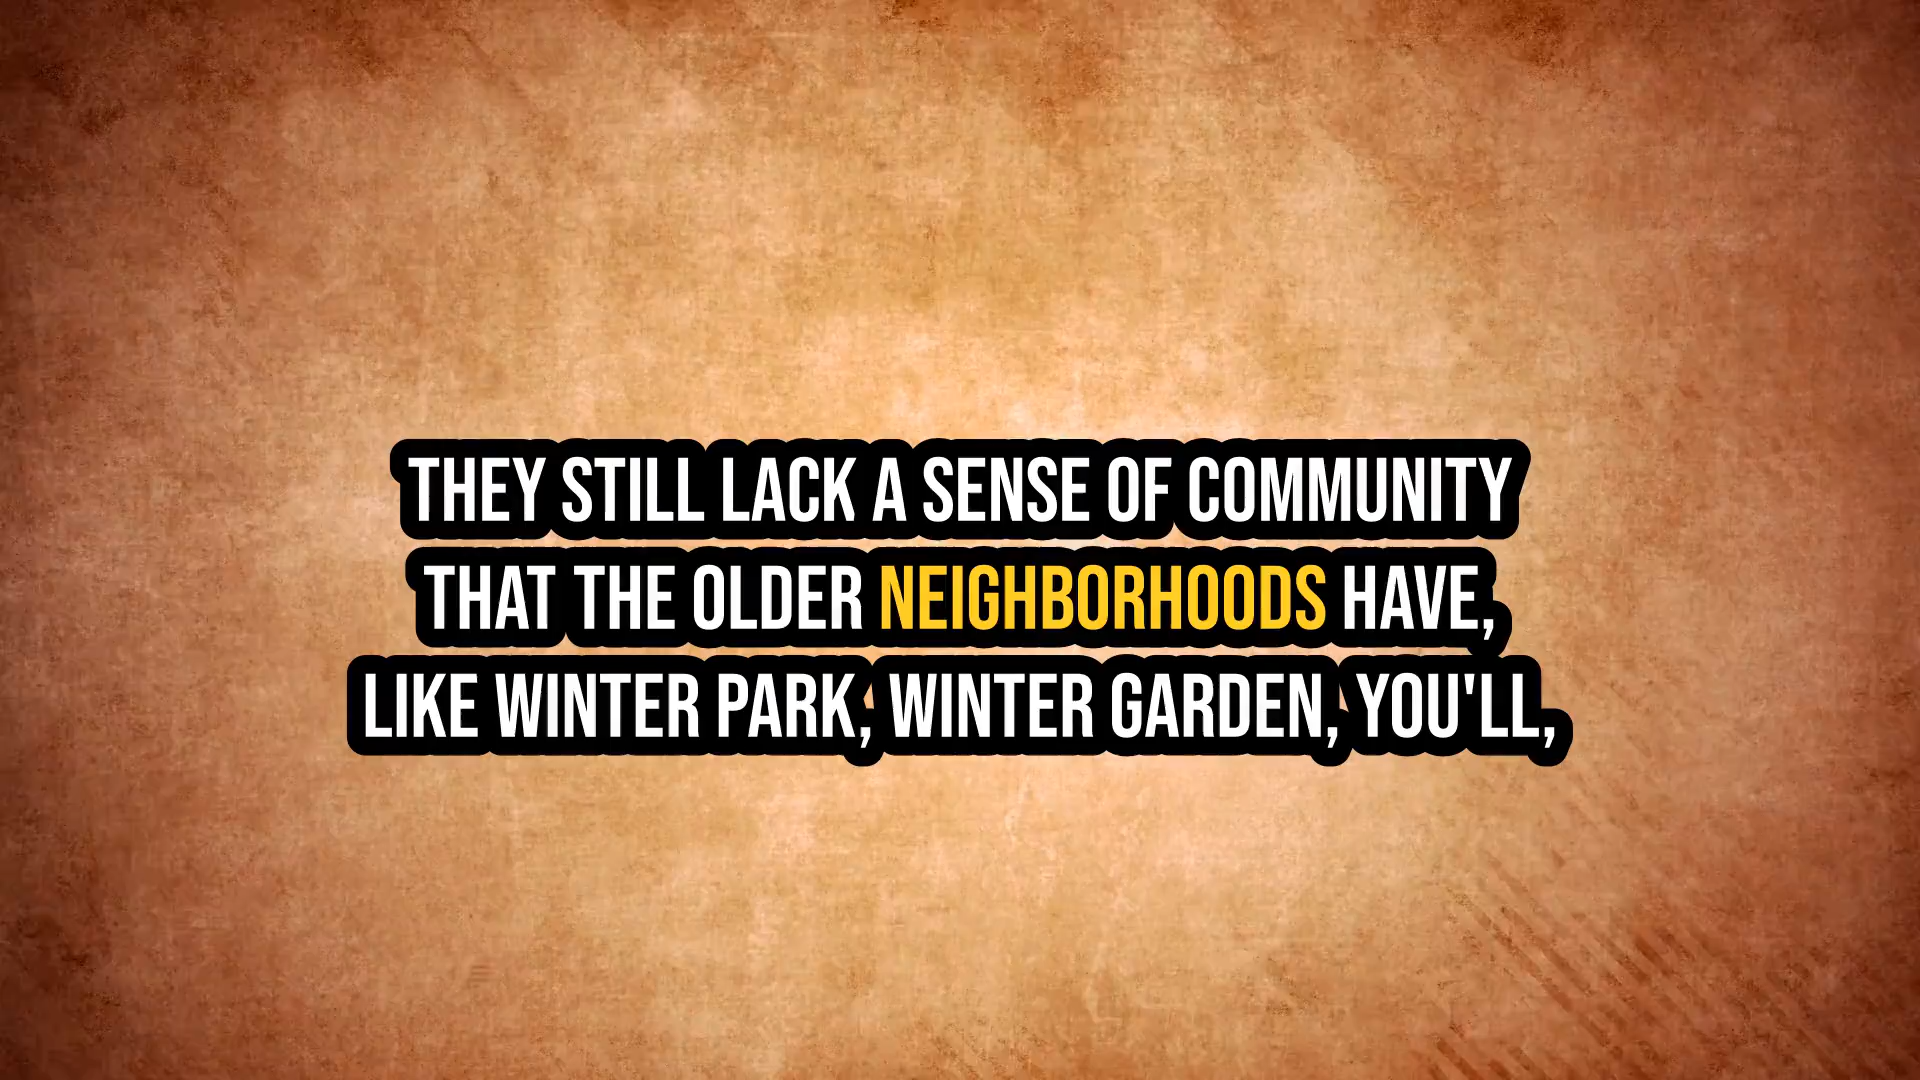 THEY STILL LACK A SENSE OF COMMUNITY
THAT THE OLDER NEIGHBORHOODS HAVE,
LIKE WINTER PARK, WINTER GARDEN, YOU'LL,